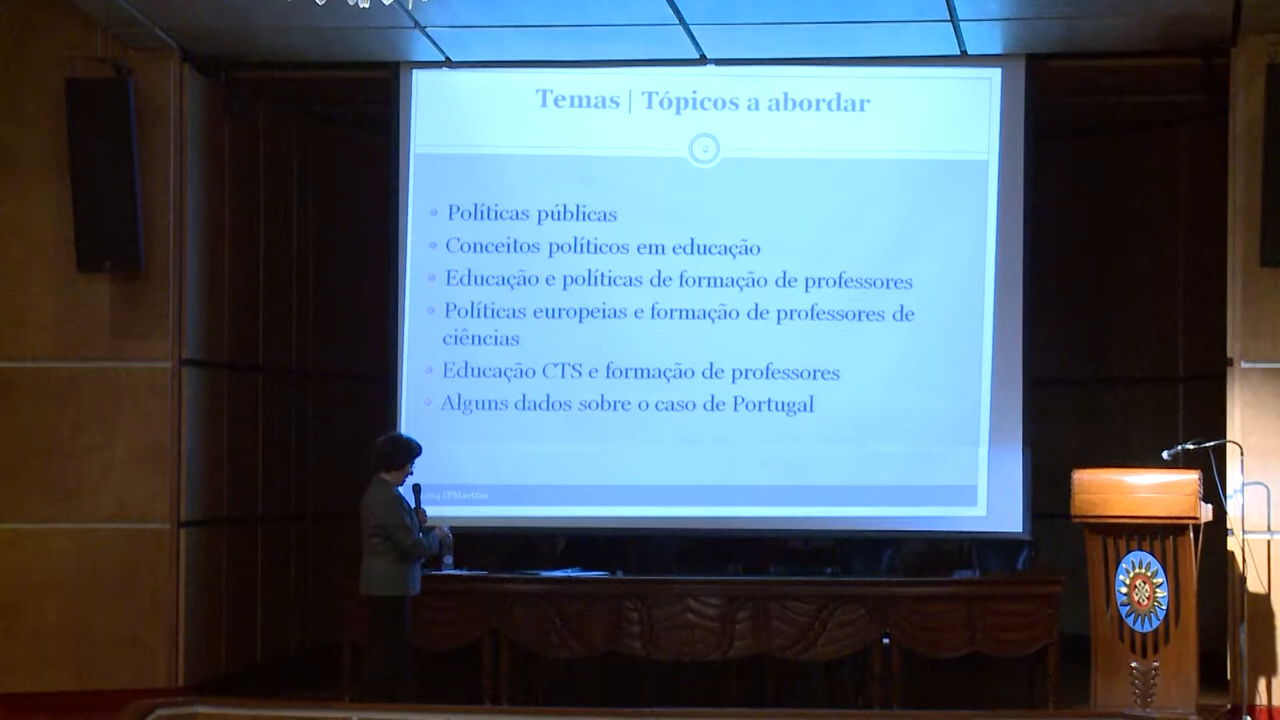 Temas | Tópicos a abordar
2
Políticas públicas
Conceitos políticos em educação
Educação e políticas de formação de professores
Políticas europeias e formação de professores de
ciências
Educação CTS e formação de professores
Alguns dados sobre o caso de Portugal
IPMartins